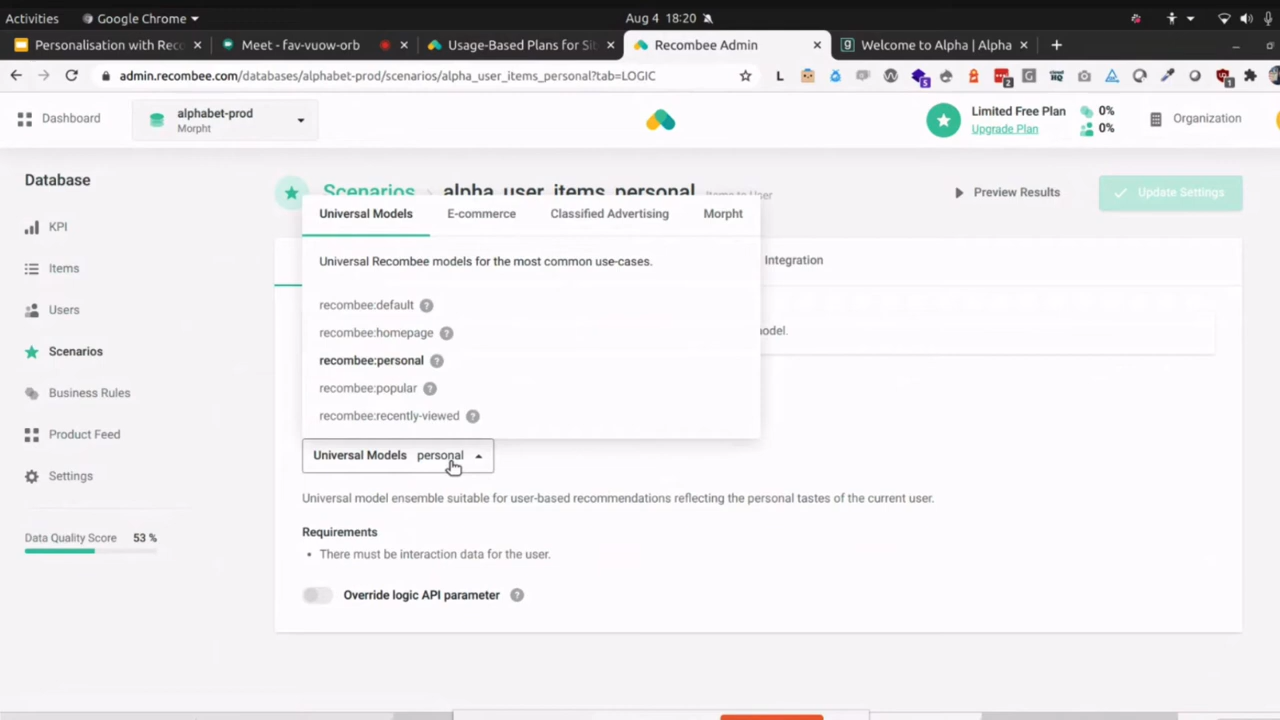 Activities Google Chrome Aug 4 18:20
Personalisation with Reco Meet - fav-vuow-orb Usage-Based Plans for Sit Recombee Admin Welcome to Alpha | Alpha
admin.recombee.com/databases/alphabet-prod/scenarios/alpha_user_items_personal?tab=LOGIC
Dashboard
alphabet-prod
Morpht
Limited Free Plan
Upgrade Plan
0%
0%
Organization
Database
KPI
Items
Users
Scenarios
Business Rules
Product Feed
Settings
Data Quality Score 53 %
Scenarios › alpha_user_items_personal Items to User
Preview Results
Update Settings
Universal Models E-commerce Classified Advertising Morpht
Integration
Universal Recombee models for the most common use-cases.
recombee:default
recombee:homepage
model.
recombee:personal
recombee:popular
recombee:recently-viewed
Universal Models personal
Universal model ensemble suitable for user-based recommendations reflecting the personal tastes of the current user.
Requirements
• There must be interaction data for the user.
Override logic API parameter